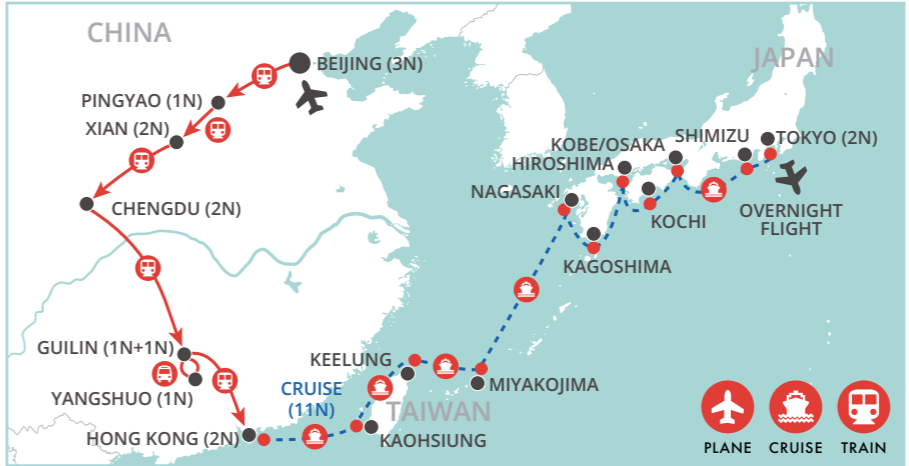 CHINA
JAPAN
BEIJING (3N)
PINGYAO (1N)
XIAN (2N)
CHENGDU (2N)
GUILIN (1N+1N)
YANGSHUO (1N)
HONG KONG (2N)
CRUISE
(11N)
KEELUNG
TAIWAN
KAOHSIUNG
MIYAKOJIMA
NAGASAKI
KAGOSHIMA
HIROSHIMA
KOBE/OSAKA
KOCHI
SHIMIZU
TOKYO (2N)
OVERNIGHT
FLIGHT
PLANE
CRUISE
TRAIN